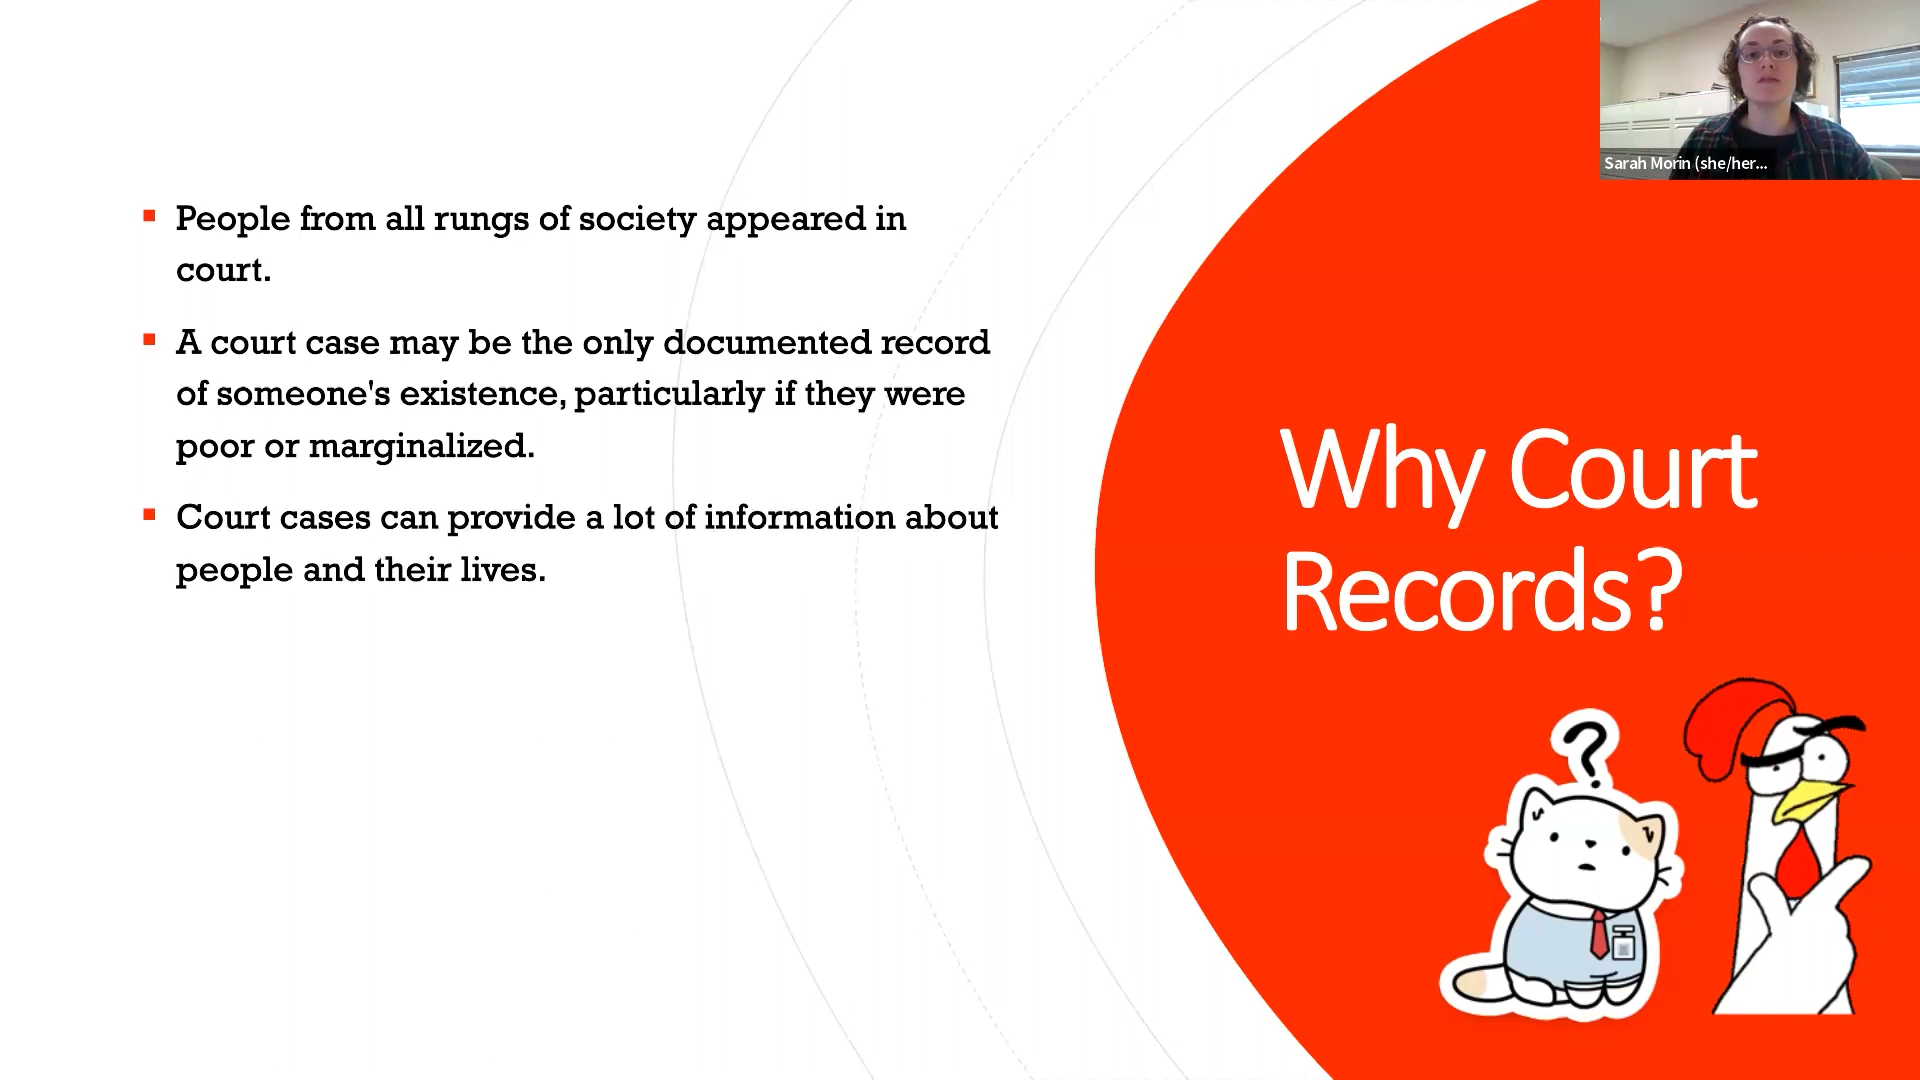 People from all rungs of society appeared in
court.
A court case may be the only documented record
of someone's existence, particularly if they were
poor or marginalized.
Court cases can provide a lot of information about
people and their lives.
Why Court
Records?
?
Sarah Morin (she/her...